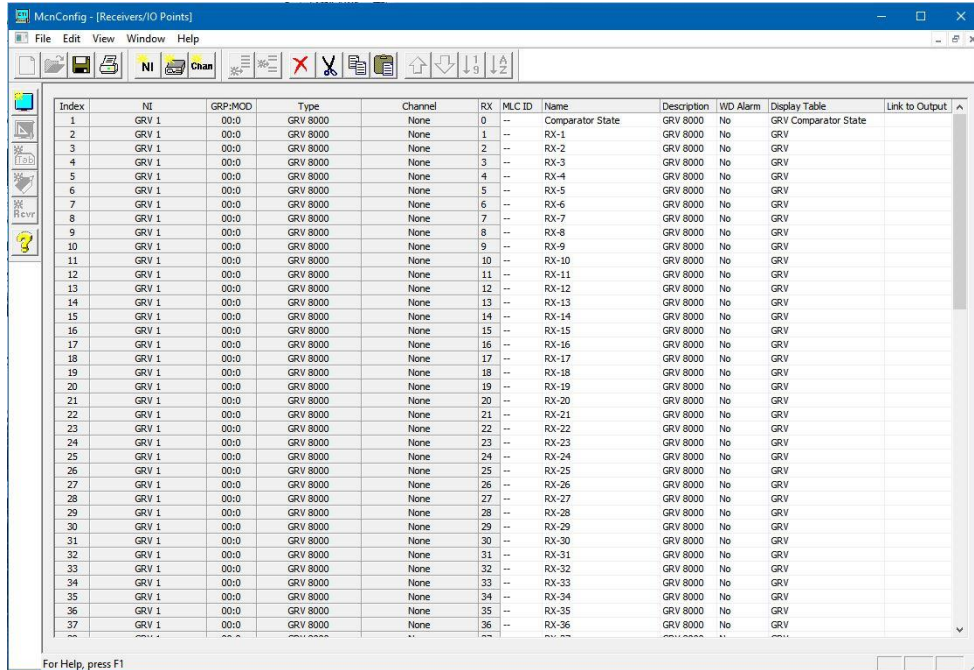 McnConfig - [Receivers/IO Points]
File Edit View Window Help
NI Chan
Tab
Rcvr
Index NI GRP:MOD Type Channel RX MLC ID Name Description WD Alarm Display Table Link to Output
1 GRV 1 00:0 GRV 8000 None 0 -- Comparator State GRV 8000 No GRV Comparator State
2 GRV 1 00:0 GRV 8000 None 1 -- RX-1 GRV 8000 No GRV
3 GRV 1 00:0 GRV 8000 None 2 -- RX-2 GRV 8000 No GRV
4 GRV 1 00:0 GRV 8000 None 3 -- RX-3 GRV 8000 No GRV
5 GRV 1 00:0 GRV 8000 None 4 -- RX-4 GRV 8000 No GRV
6 GRV 1 00:0 GRV 8000 None 5 -- RX-5 GRV 8000 No GRV
7 GRV 1 00:0 GRV 8000 None 6 -- RX-6 GRV 8000 No GRV
8 GRV 1 00:0 GRV 8000 None 7 -- RX-7 GRV 8000 No GRV
9 GRV 1 00:0 GRV 8000 None 8 -- RX-8 GRV 8000 No GRV
10 GRV 1 00:0 GRV 8000 None 9 -- RX-9 GRV 8000 No GRV
11 GRV 1 00:0 GRV 8000 None 10 -- RX-10 GRV 8000 No GRV
12 GRV 1 00:0 GRV 8000 None 11 -- RX-11 GRV 8000 No GRV
13 GRV 1 00:0 GRV 8000 None 12 -- RX-12 GRV 8000 No GRV
14 GRV 1 00:0 GRV 8000 None 13 -- RX-13 GRV 8000 No GRV
15 GRV 1 00:0 GRV 8000 None 14 -- RX-14 GRV 8000 No GRV
16 GRV 1 00:0 GRV 8000 None 15 -- RX-15 GRV 8000 No GRV
17 GRV 1 00:0 GRV 8000 None 16 -- RX-16 GRV 8000 No GRV
18 GRV 1 00:0 GRV 8000 None 17 -- RX-17 GRV 8000 No GRV
19 GRV 1 00:0 GRV 8000 None 18 -- RX-18 GRV 8000 No GRV
20 GRV 1 00:0 GRV 8000 None 19 -- RX-19 GRV 8000 No GRV
21 GRV 1 00:0 GRV 8000 None 20 -- RX-20 GRV 8000 No GRV
22 GRV 1 00:0 GRV 8000 None 21 -- RX-21 GRV 8000 No GRV
23 GRV 1 00:0 GRV 8000 None 22 -- RX-22 GRV 8000 No GRV
24 GRV 1 00:0 GRV 8000 None 23 -- RX-23 GRV 8000 No GRV
25 GRV 1 00:0 GRV 8000 None 24 -- RX-24 GRV 8000 No GRV
26 GRV 1 00:0 GRV 8000 None 25 -- RX-25 GRV 8000 No GRV
27 GRV 1 00:0 GRV 8000 None 26 -- RX-26 GRV 8000 No GRV
28 GRV 1 00:0 GRV 8000 None 27 -- RX-27 GRV 8000 No GRV
29 GRV 1 00:0 GRV 8000 None 28 -- RX-28 GRV 8000 No GRV
30 GRV 1 00:0 GRV 8000 None 29 -- RX-29 GRV 8000 No GRV
31 GRV 1 00:0 GRV 8000 None 30 -- RX-30 GRV 8000 No GRV
32 GRV 1 00:0 GRV 8000 None 31 -- RX-31 GRV 8000 No GRV
33 GRV 1 00:0 GRV 8000 None 32 -- RX-32 GRV 8000 No GRV
34 GRV 1 00:0 GRV 8000 None 33 -- RX-33 GRV 8000 No GRV
35 GRV 1 00:0 GRV 8000 None 34 -- RX-34 GRV 8000 No GRV
36 GRV 1 00:0 GRV 8000 None 35 -- RX-35 GRV 8000 No GRV
37 GRV 1 00:0 GRV 8000 None 36 -- RX-36 GRV 8000 No GRV
For Help, press F1